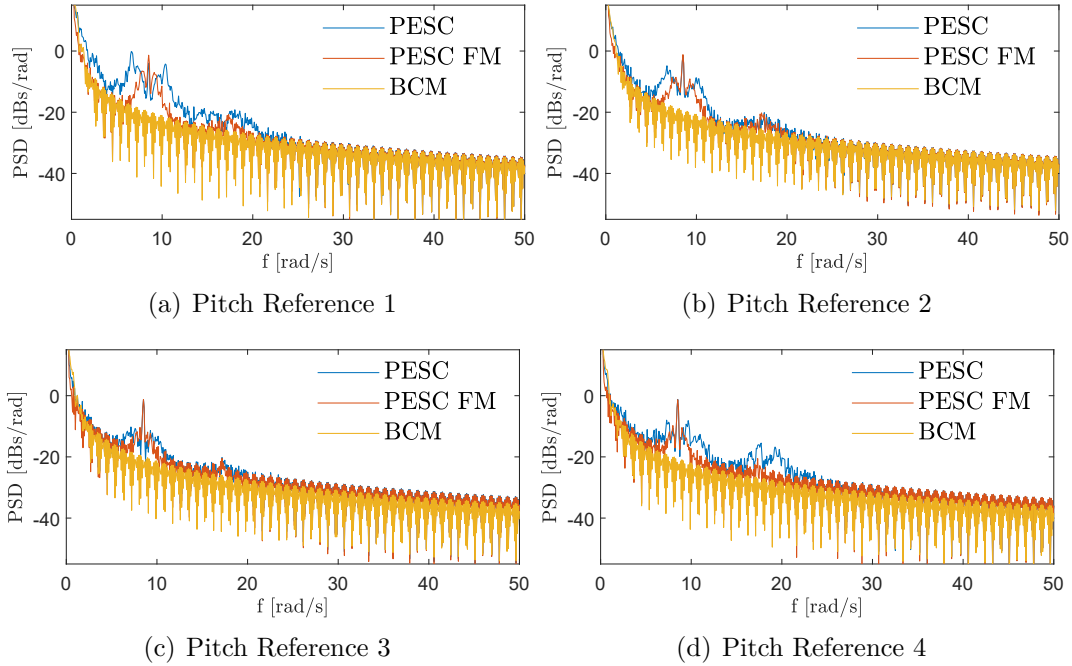 PSD [dBs/rad]
0
-20
-40
PESC
PESC FM
BCM
0 10 20 30 40 50
f [rad/s]
(a) Pitch Reference 1
PSD [dBs/rad]
0
-20
-40
PESC
PESC FM
BCM
0 10 20 30 40 50
f [rad/s]
(b) Pitch Reference 2
PSD [dBs/rad]
0
-20
-40
PESC
PESC FM
BCM
0 10 20 30 40 50
f [rad/s]
(c) Pitch Reference 3
PSD [dBs/rad]
0
-20
-40
PESC
PESC FM
BCM
0 10 20 30 40 50
f [rad/s]
(d) Pitch Reference 4